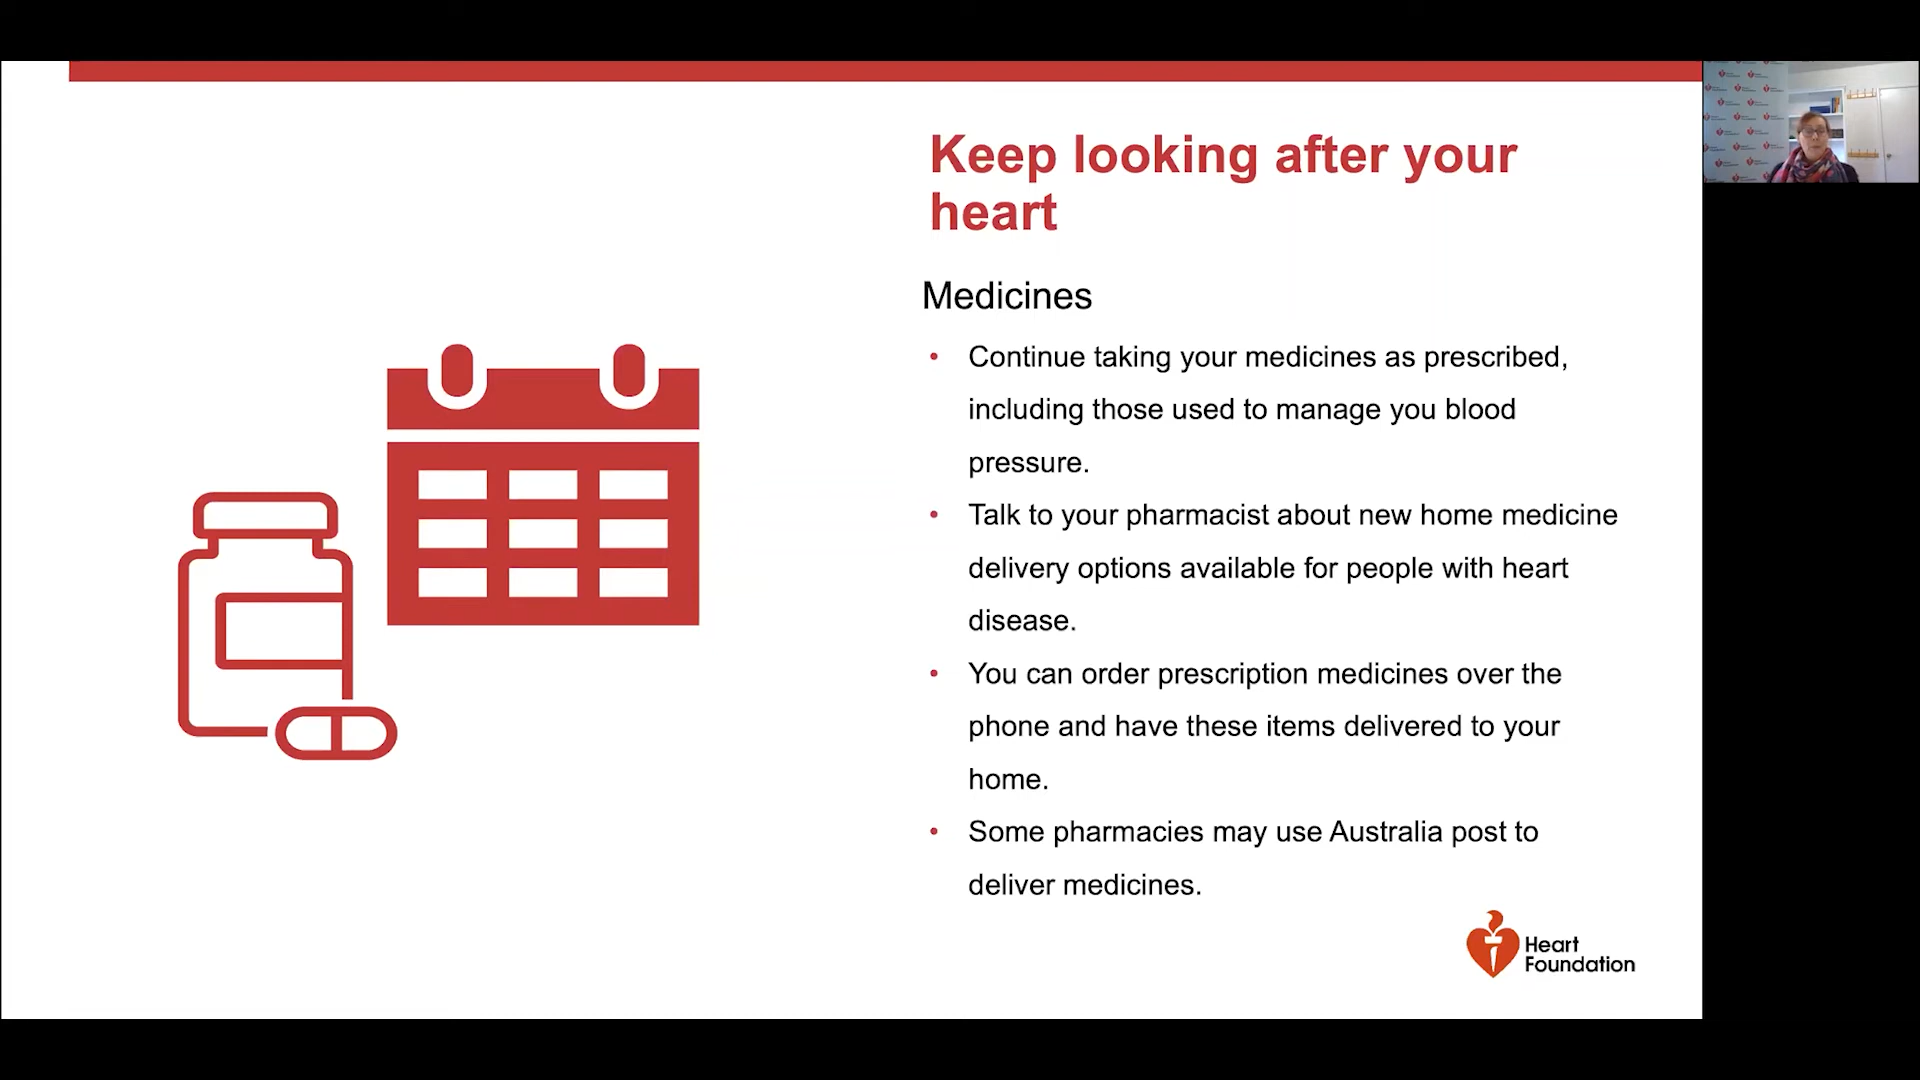 Keep looking after your
heart
Medicines
• Continue taking your medicines as prescribed,
including those used to manage you blood
pressure.
• Talk to your pharmacist about new home medicine
delivery options available for people with heart
disease.
• You can order prescription medicines over the
phone and have these items delivered to your
home.
• Some pharmacies may use Australia post to
deliver medicines.
Heart
Foundation